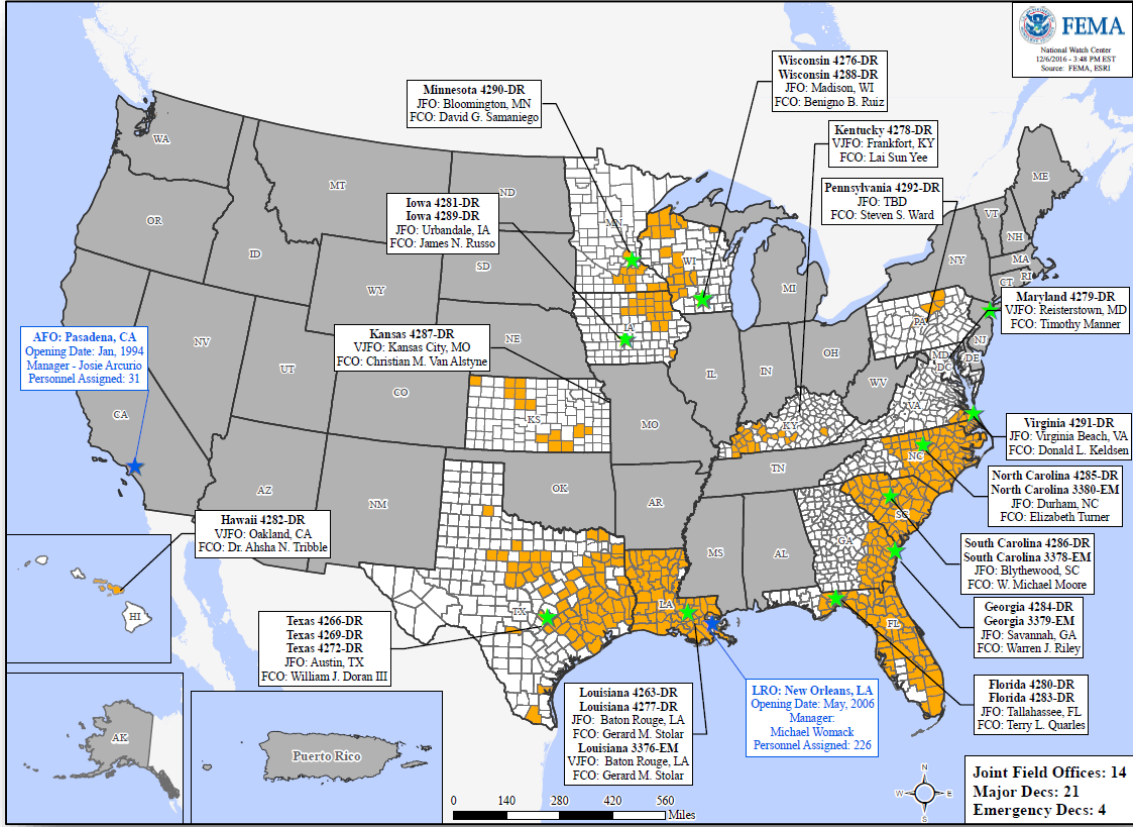 FEMA
National Watch Center
12/6/2016 - 3:48 PM EST
Source: FEMA, ESRI
Wisconsin 4276-DR
Wisconsin 4288-DR
JFO: Madison, WI
FCO: Benigno B. Ruiz
Minnesota 4290-DR
JFO: Bloomington, MN
FCO: David G. Samaniego
Kentucky 4278-DR
VJFO: Frankfort, KY
FCO: Lai Sun Yee
Pennsylvania 4292-DR
JFO: TBD
FCO: Steven S. Ward
Iowa 4281-DR
Iowa 4289-DR
JFO: Urbandale, IA
FCO: James N. Russo
Maryland 4279-DR
VJFO: Reisterstown, MD
FCO: Timothy Manner
AFO: Pasadena, CA
Opening Date: Jan, 1994
Manager - Josie Arcurio
Personnel Assigned: 31
Kansas 4287-DR
VJFO: Kansas City, MO
FCO: Christian M. Van Alstyne
Virginia 4291-DR
JFO: Virginia Beach, VA
FCO: Donald L. Keldsen
North Carolina 4285-DR
North Carolina 3380-EM
JFO: Durham, NC
FCO: Elizabeth Turner
Hawaii 4282-DR
VJFO: Oakland, CA
FCO: Dr. Ahsha N. Tribble
South Carolina 4286-DR
South Carolina 3378-EM
JFO: Blythewood, SC
FCO: W. Michael Moore
Georgia 4284-DR
Georgia 3379-EM
JFO: Savannah, GA
FCO: Warren J. Riley
Texas 4266-DR
Texas 4269-DR
Texas 4272-DR
JFO: Austin, TX
FCO: William J. Doran III
Louisiana 4263-DR
Louisiana 4277-DR
JFO: Baton Rouge, LA
FCO: Gerard M. Stolar
Louisiana 3376-EM
VJFO: Baton Rouge, LA
FCO: Gerard M. Stolar
LRO: New Orleans, LA
Opening Date: May, 2006
Manager:
Michael Womack
Personnel Assigned: 226
Florida 4280-DR
Florida 4283-DR
JFO: Tallahassee, FL
FCO: Terry L. Quarles
WA
MT
ND
MN
ME
OR
ID
SD
WI
VT
NH
NY
MA
CT
RI
WY
MI
PA
NJ
NV
NE
IA
OH
MD
DE
DC
UT
CO
IL
IN
WV
VA
CA
KS
MO
KY
NC
TN
AZ
NM
OK
AR
SC
MS
AL
GA
TX
LA
FL
HI
AK
Puerto Rico
N
W
E
S
0 140 280 420 560
Miles
Joint Field Offices: 14
Major Decs: 21
Emergency Decs: 4